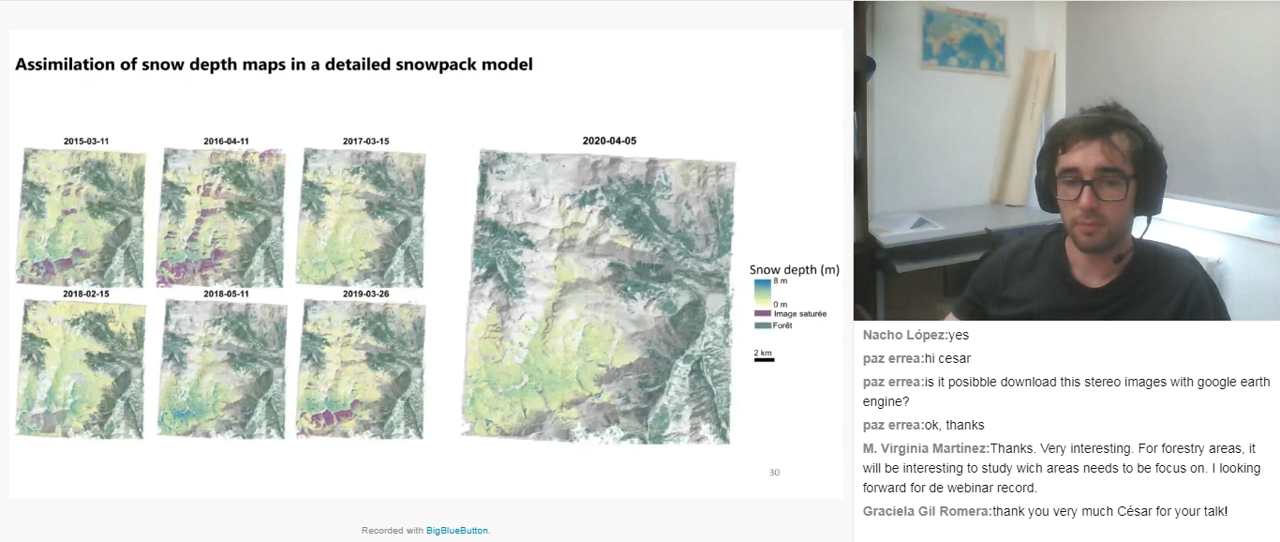 Assimilation of snow depth maps in a detailed snowpack model
2015-03-11
2016-04-11
2017-03-15
2020-04-05
2018-02-15
2018-05-11
2019-03-26
Snow depth (m)
8 m
0 m
Image saturée
Forêt
2 km
30
Recorded with BigBlueButton.
Nacho López:yes
paz errea:hi cesar
paz errea:is it posibble download this stereo images with google earth
engine?
paz errea:ok, thanks
M. Virginia Martínez:Thanks. Very interesting. For forestry areas, it
will be interesting to study wich areas needs to be focus on. I looking
forward for de webinar record.
Graciela Gil Romera:thank you very much César for your talk!